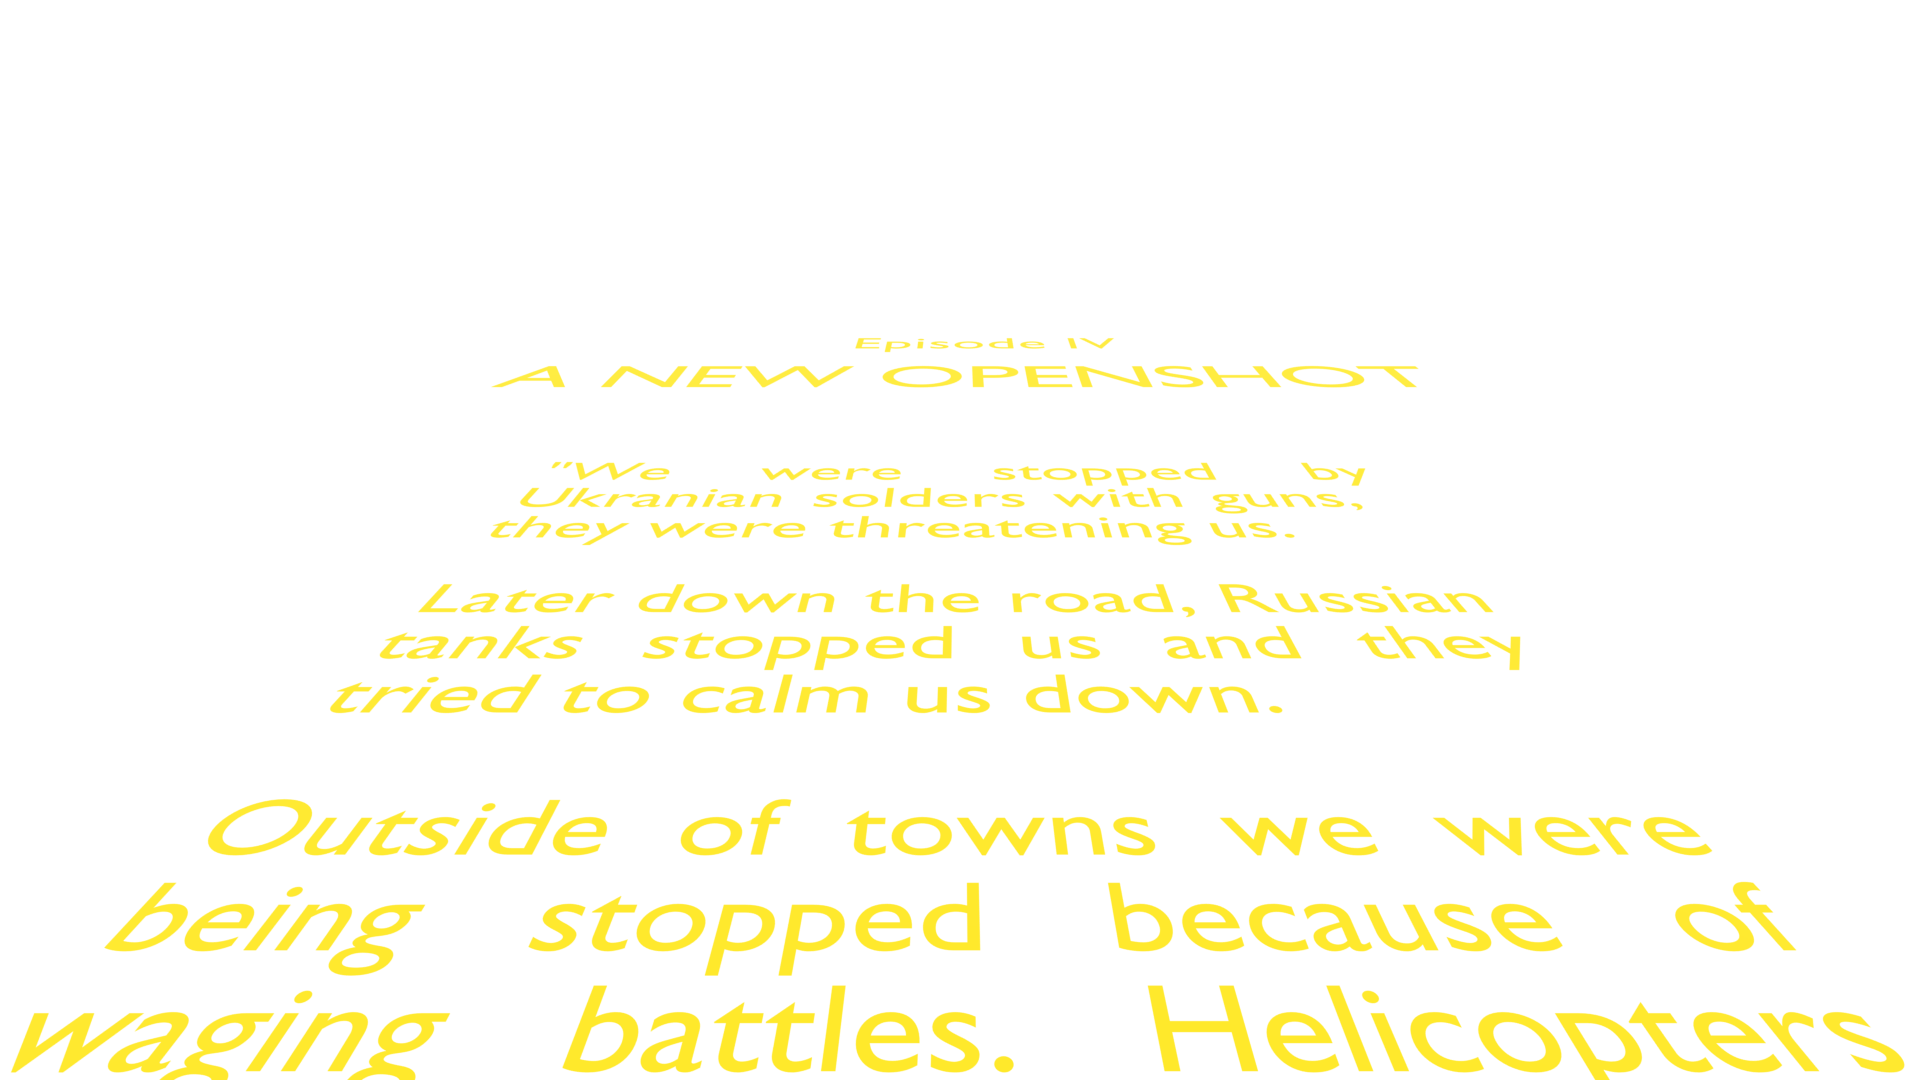 Episode IV
A NEW OPENSHOT
"We were stopped by
Ukranian solders with guns,
they were threatening us.
Later down the road, Russian
tanks stopped us and they
tried to calm us down.
Outside of towns we were
being stopped because of
waging battles. Helicopters